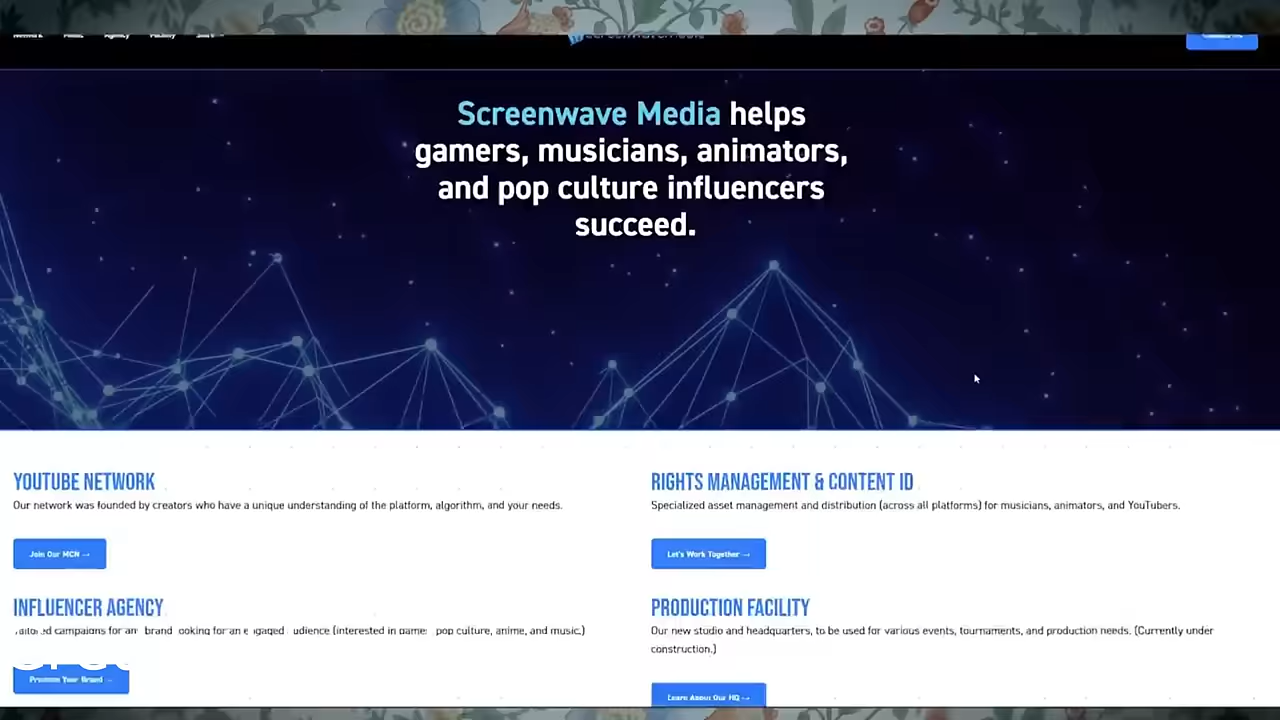 Screenwave Media helps
gamers, musicians, animators,
and pop culture influencers
succeed.
YOUTUBE NETWORK
Our network was founded by creators who have a unique understanding of the platform, algorithm, and your needs.
Join Our MCN →
RIGHTS MANAGEMENT & CONTENT ID
Specialized asset management and distribution (across all platforms) for musicians, animators, and YouTubers.
Let's Work Together →
INFLUENCER AGENCY
campaigns for brand for an (interested in pop culture, anime, and music.)
Promote Your Brand →
PRODUCTION FACILITY
Our new studio and headquarters, to be used for various events, tournaments, and production needs. (Currently under
construction.)
Learn About Our HQ →